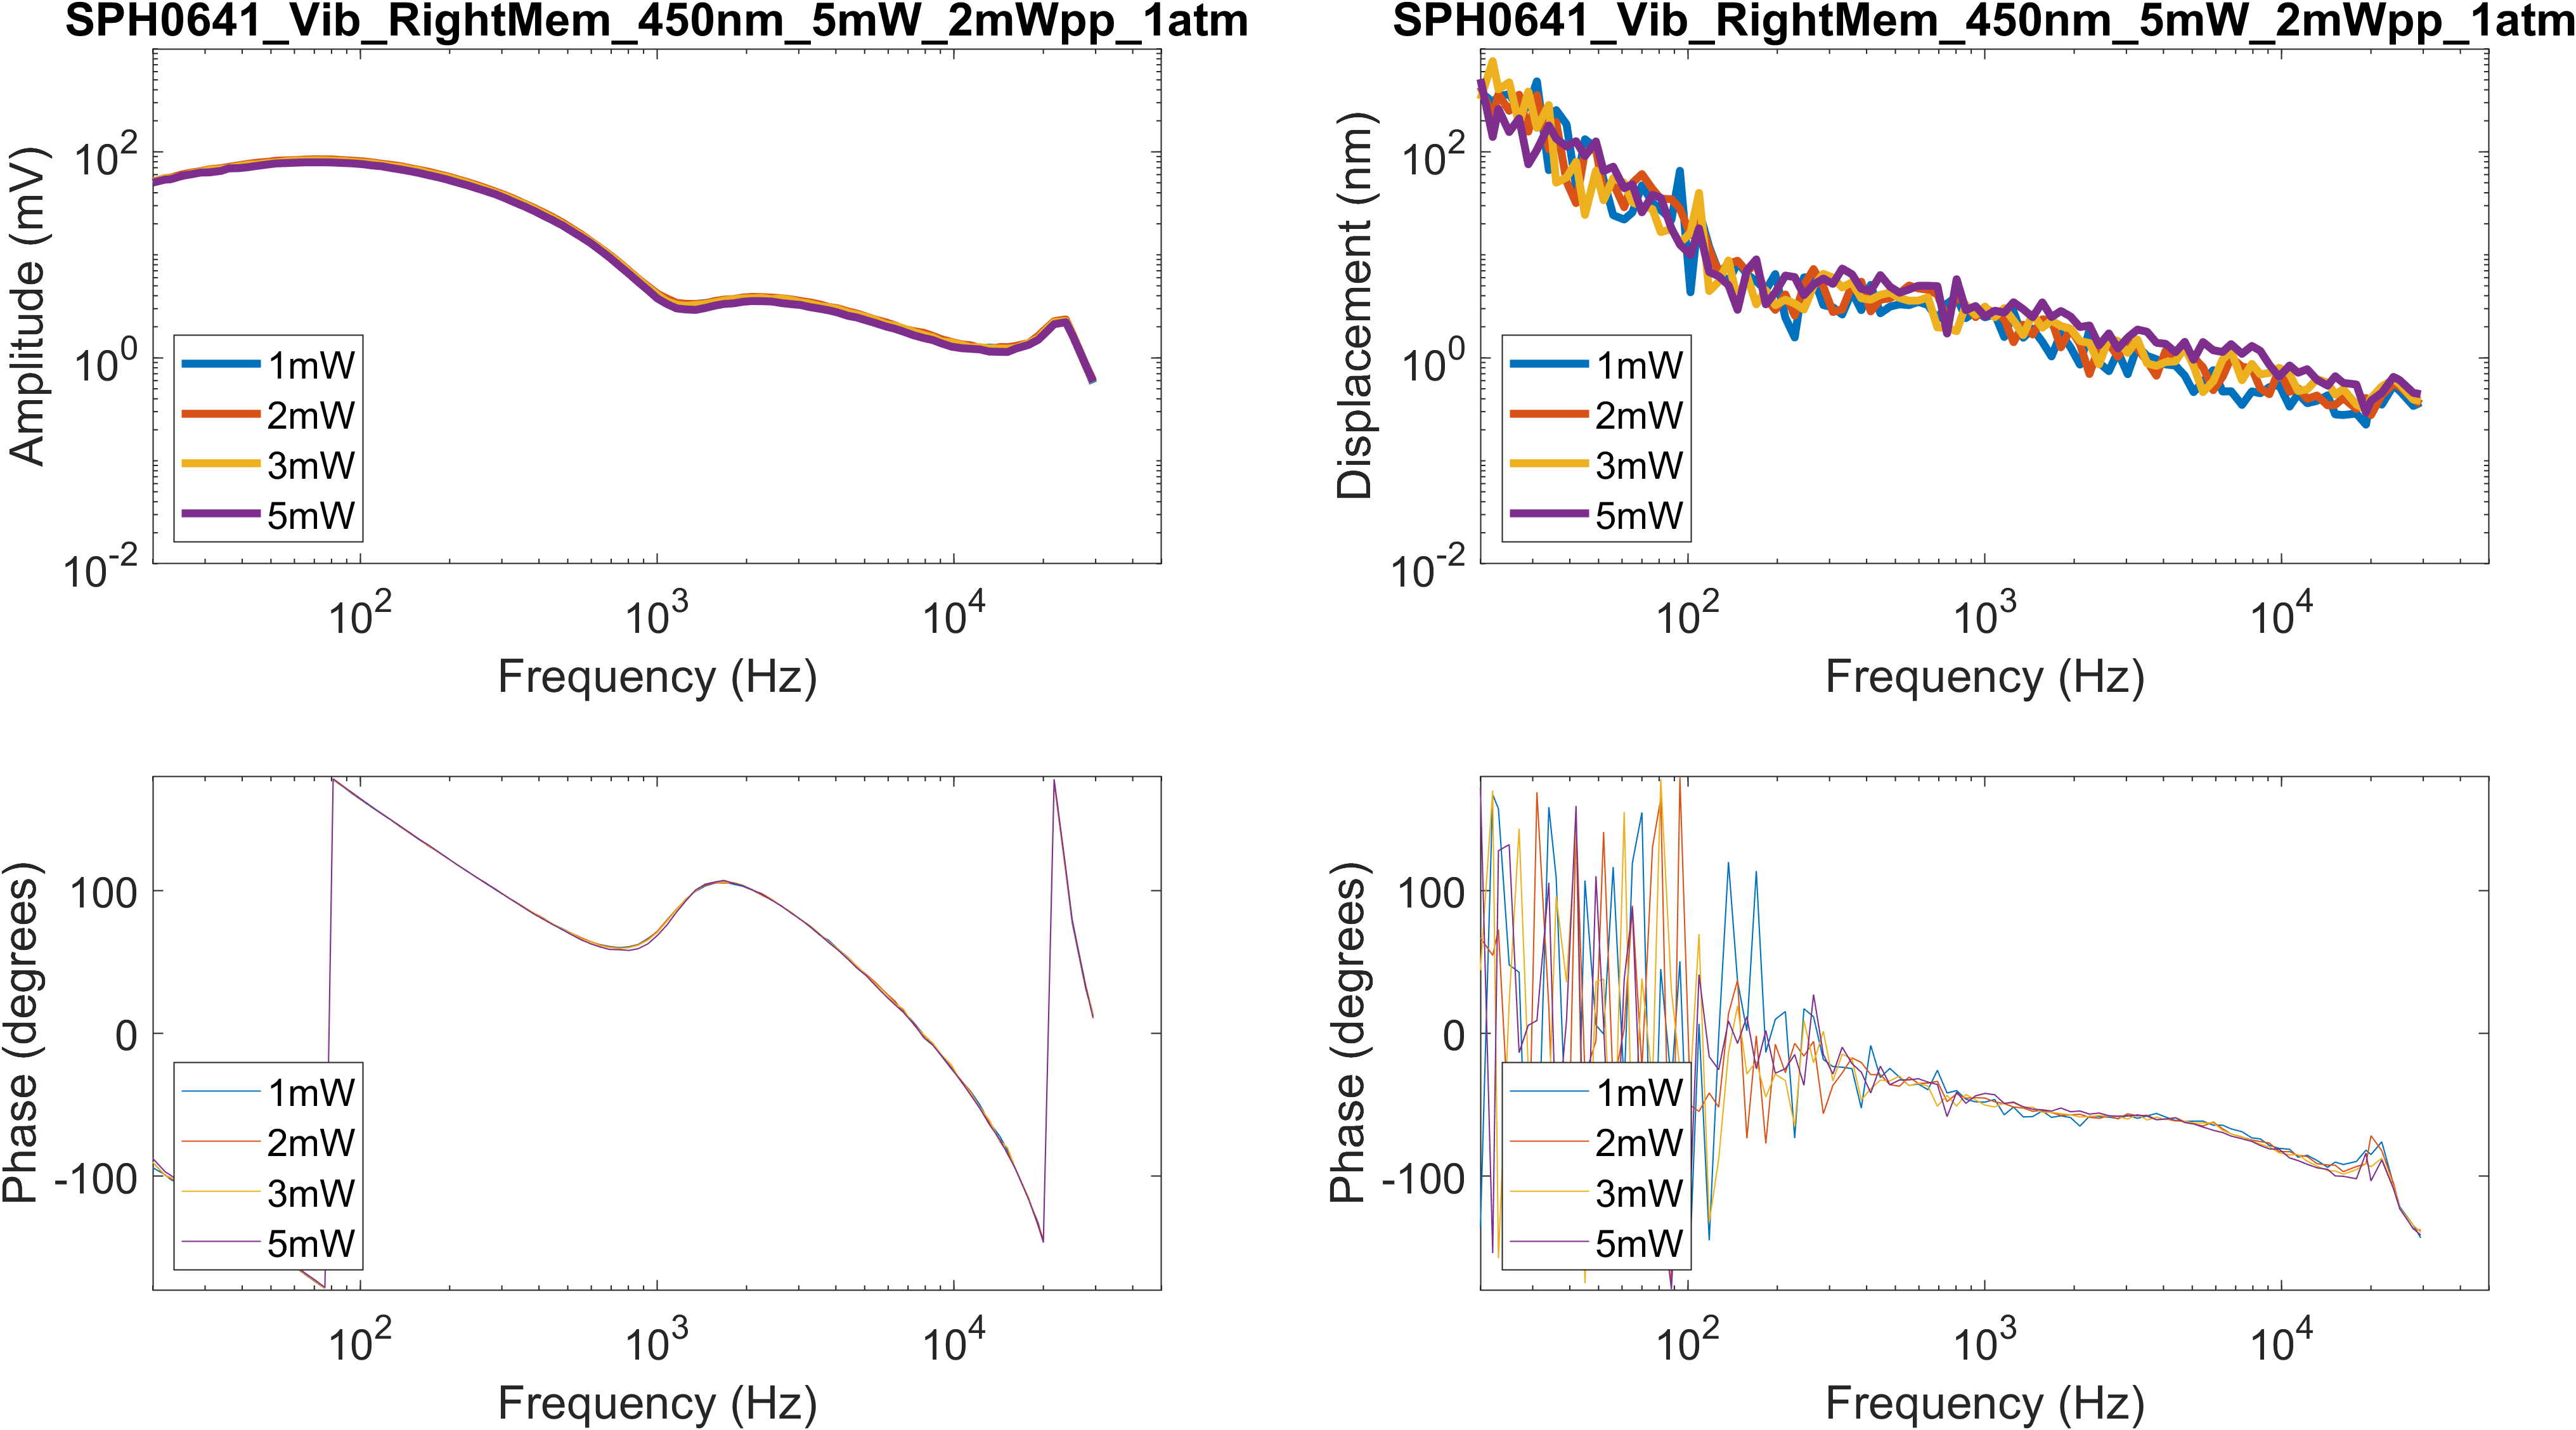 SPH0641_Vib_RightMem_450nm_5mW_2mWpp_1atm
Amplitude (mV)
10^2
10^0
10^-2
1mW
2mW
3mW
5mW
10^2 10^3 10^4
Frequency (Hz)
SPH0641_Vib_RightMem_450nm_5mW_2mWpp_1atm
Displacement (nm)
10^2
10^0
10^-2
1mW
2mW
3mW
5mW
10^2 10^3 10^4
Frequency (Hz)
Phase (degrees)
100
0
-100
1mW
2mW
3mW
5mW
10^2 10^3 10^4
Frequency (Hz)
Phase (degrees)
100
0
-100
1mW
2mW
3mW
5mW
10^2 10^3 10^4
Frequency (Hz)